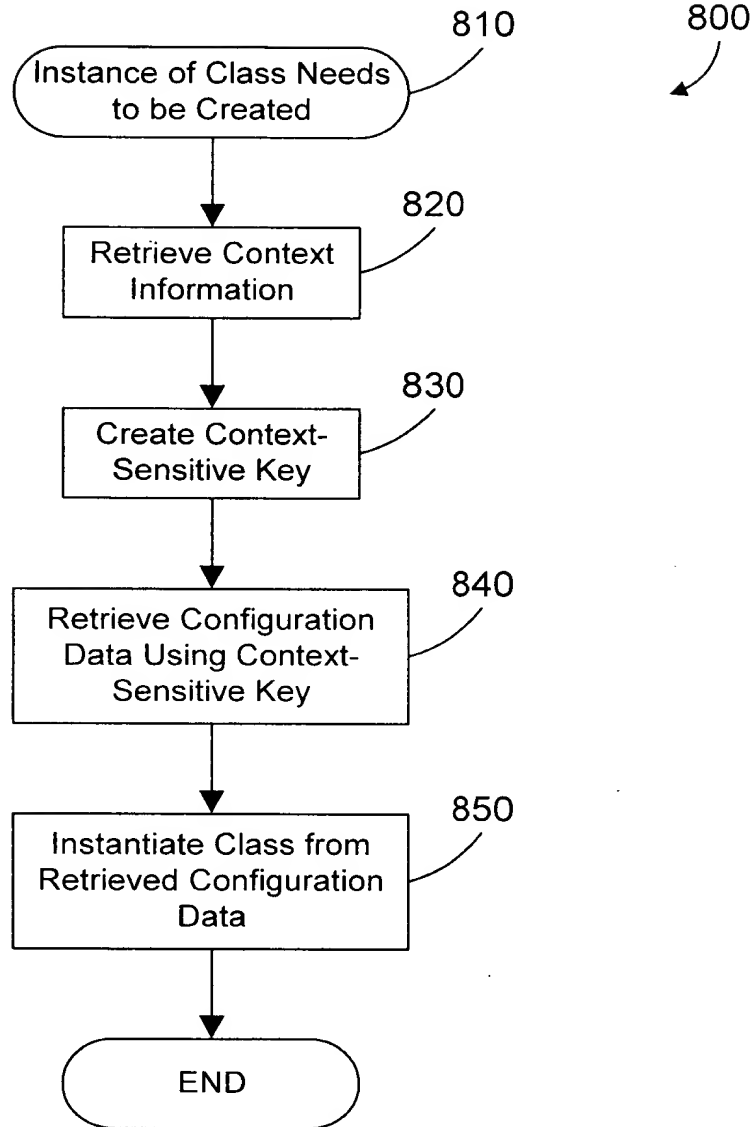 810
800
Instance of Class Needs
to be Created
820
Retrieve Context
Information
830
Create Context-
Sensitive Key
840
Retrieve Configuration
Data Using Context-
Sensitive Key
850
Instantiate Class from
Retrieved Configuration
Data
END